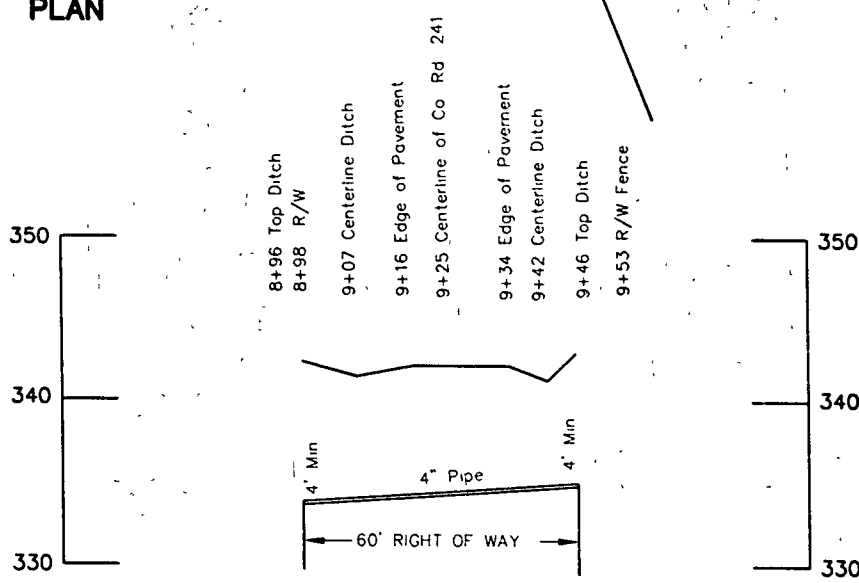 PLAN
8+96 Top Ditch
8+98 R/W
9+07 Centerline Ditch
9+16 Edge of Pavement
9+25 Centerline of Co Rd 241
9+34 Edge of Pavement
9+42 Centerline Ditch
9+46 Top Ditch
9+53 R/W Fence
350
350
340
340
4' Min
4" Pipe
4' Min
60' RIGHT OF WAY
330
330